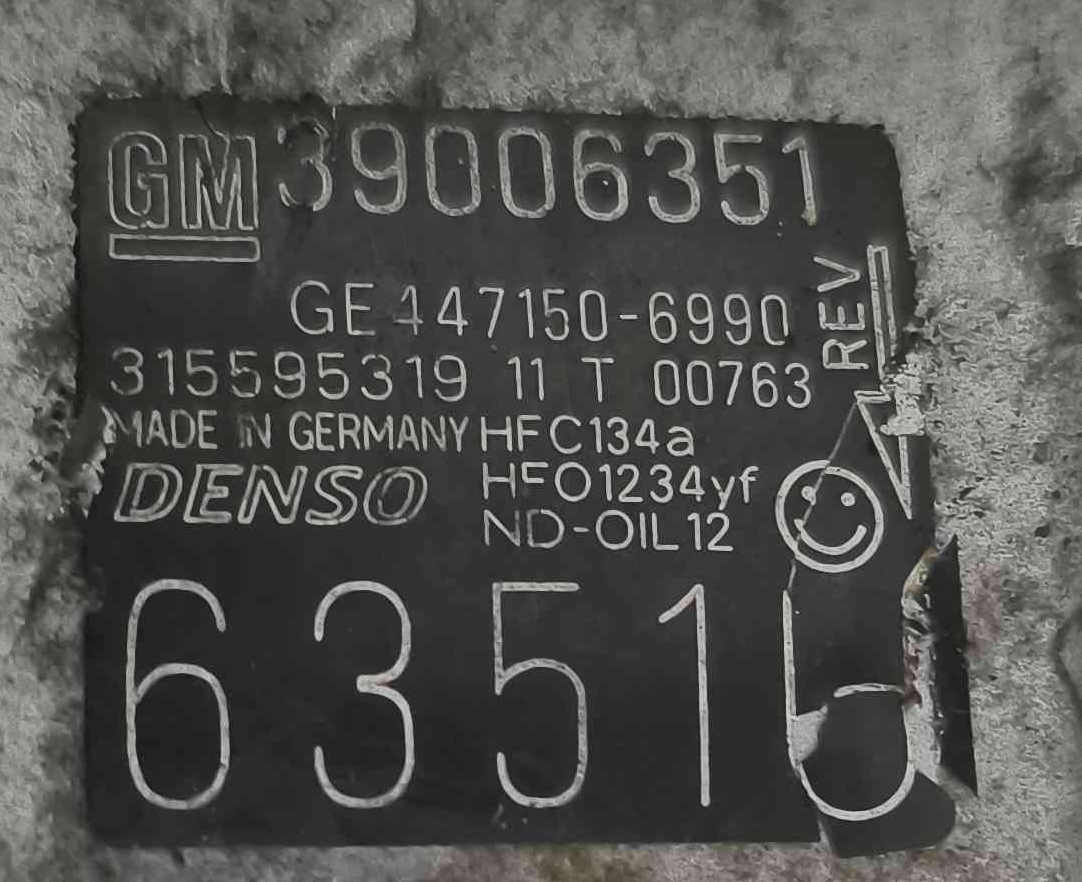 GM 39006351
GE 447150-6990
REV
315595319 11 T 00763
MADE IN GERMANY HFC134a
DENSO HFO1234yf
ND-OIL12
6351